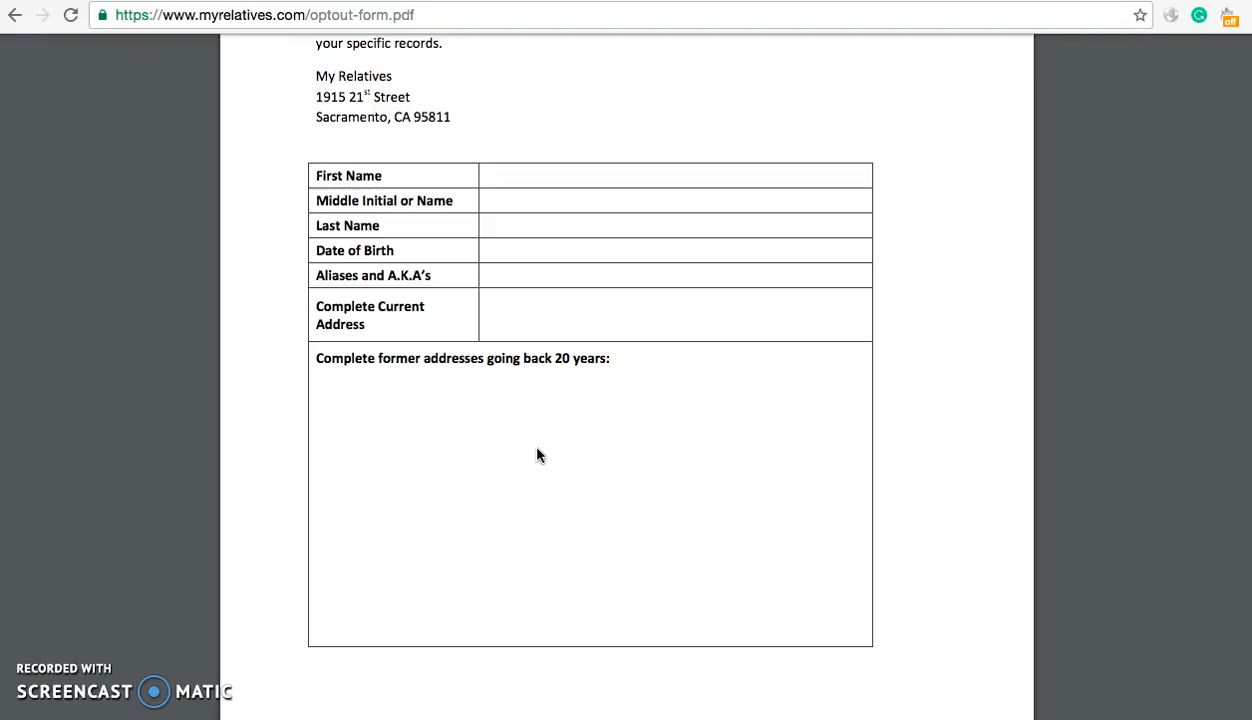 https://www.myrelatives.com/optout-form.pdf
off
your specific records.
My Relatives
1915 21st Street
Sacramento, CA 95811
First Name
Middle Initial or Name
Last Name
Date of Birth
Aliases and A.K.A’s
Complete Current
Address
Complete former addresses going back 20 years:
RECORDED WITH
SCREENCAST MATIC